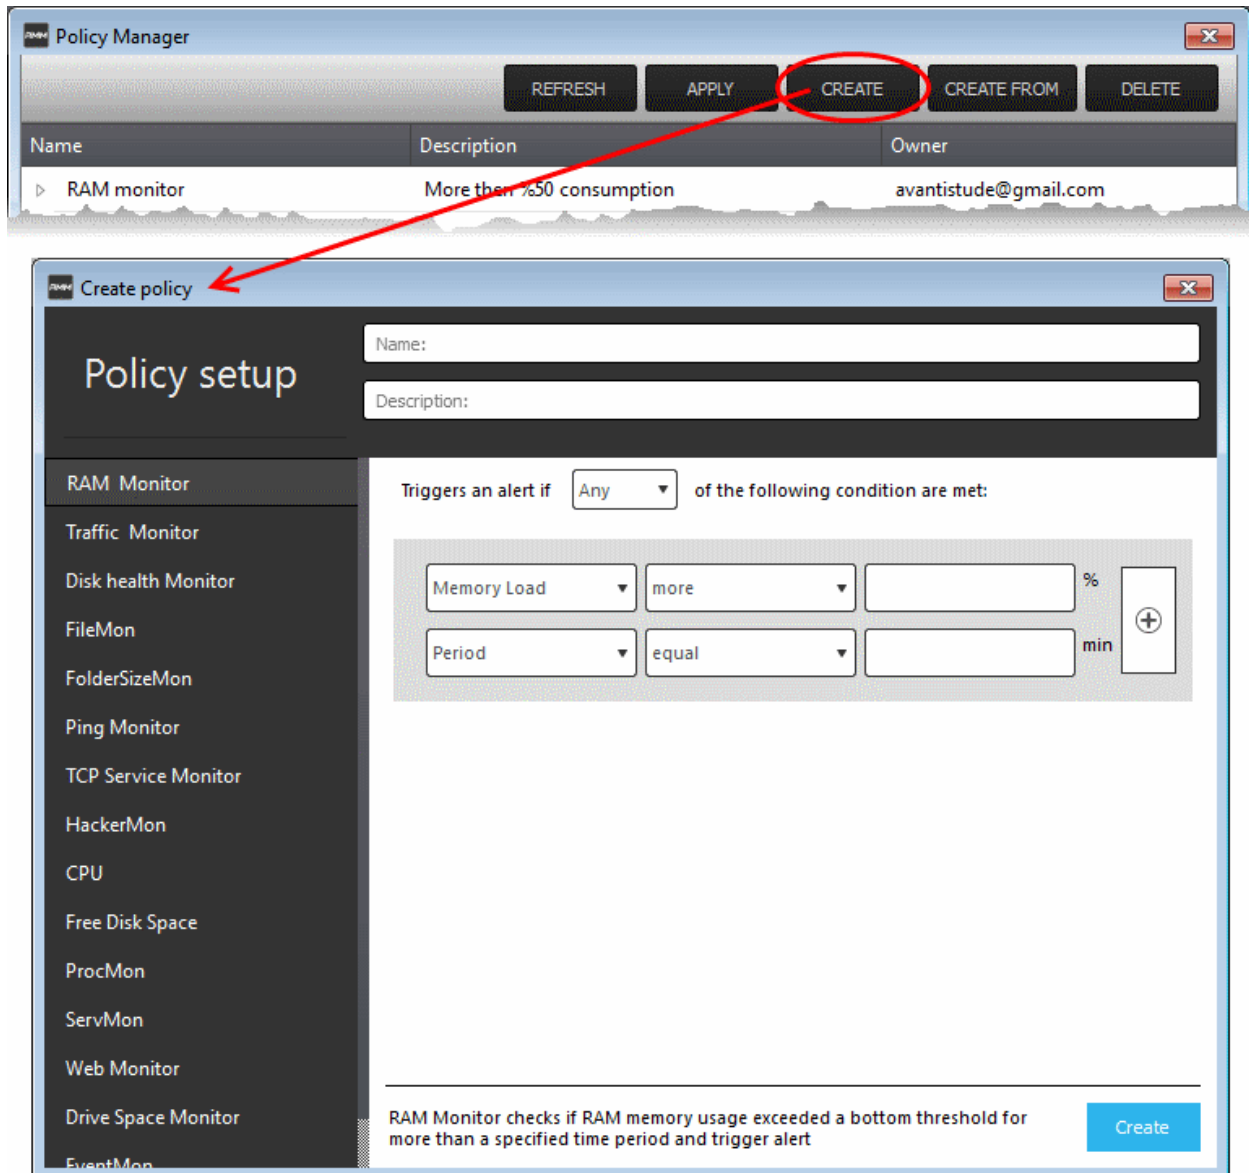 RMM Policy Manager
REFRESH APPLY CREATE CREATE FROM DELETE
Name Description Owner
RAM monitor More then %50 consumption avantistude@gmail.com
RMM Create policy
Policy setup
Name:
Description:
RAM Monitor
Triggers an alert if Any of the following condition are met:
Traffic Monitor
Disk health Monitor
Memory Load more %
FileMon
Period equal min
FolderSizeMon
Ping Monitor
TCP Service Monitor
HackerMon
CPU
Free Disk Space
ProcMon
ServMon
Web Monitor
Drive Space Monitor
EventMon
RAM Monitor checks if RAM memory usage exceeded a bottom threshold for
more than a specified time period and trigger alert
Create